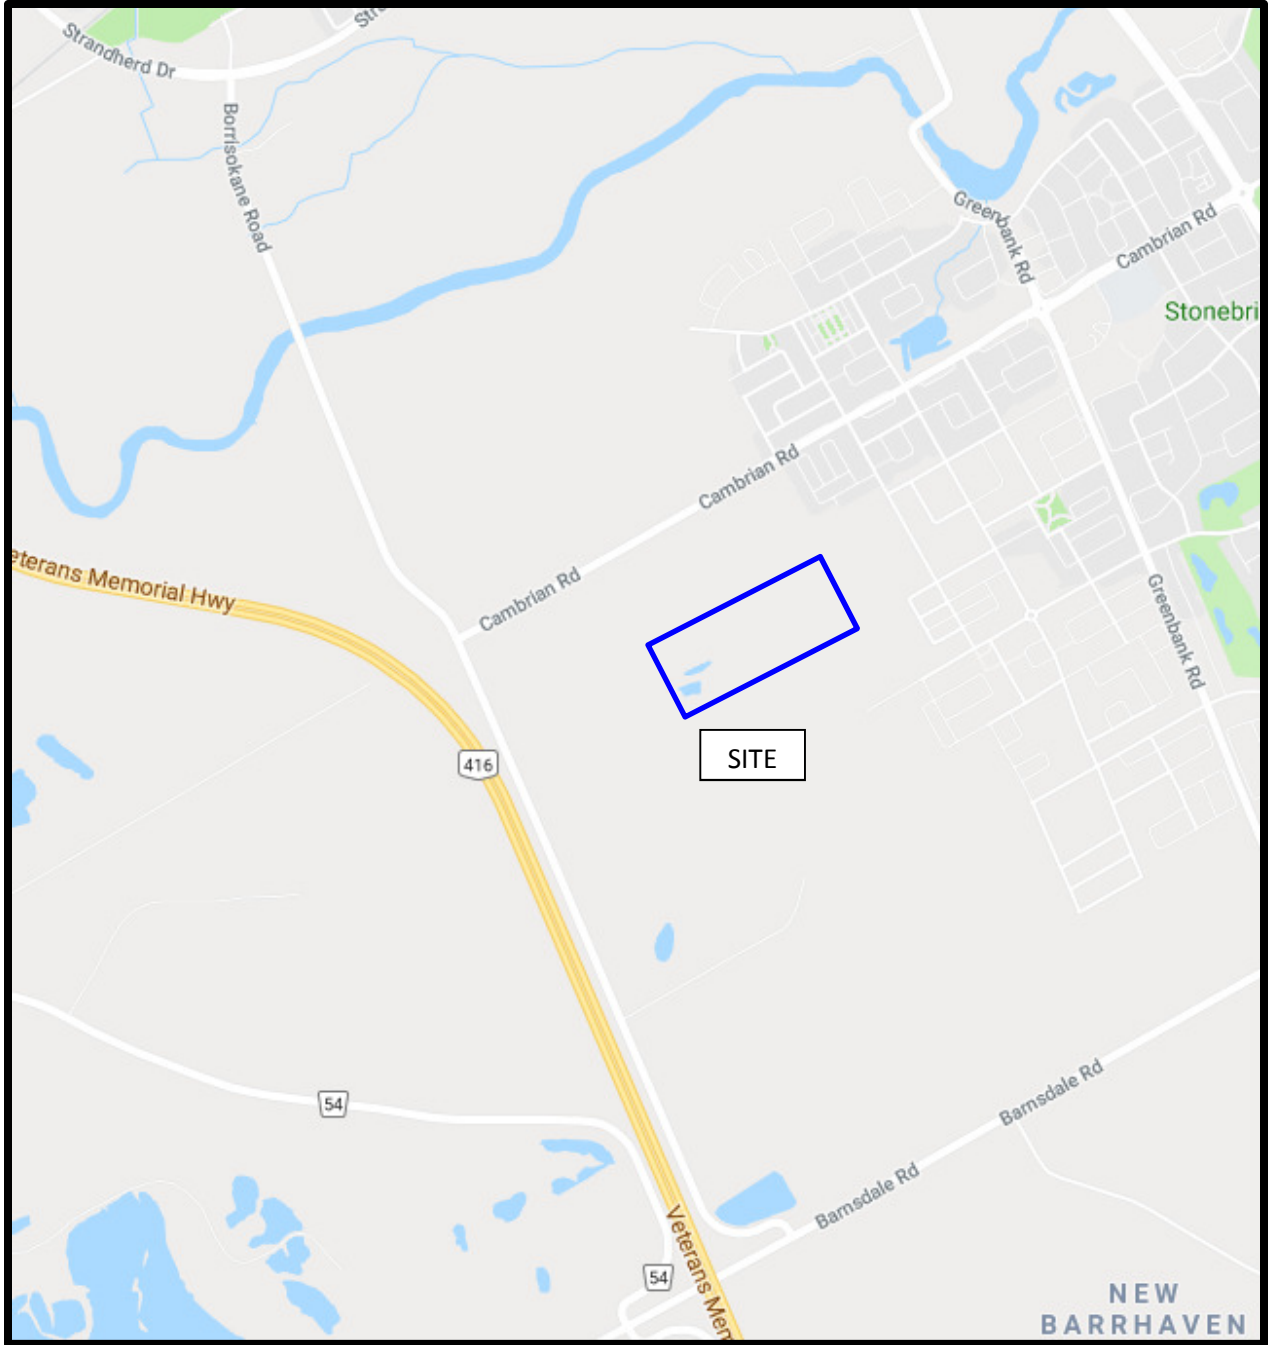 Strandherd Dr
Stra
Borrisokane Road
Greenbank Rd
Cambrian Rd
Stonebri
Cambrian Rd
Cambrian Rd
eterans Memorial Hwy
Greenbank Rd
SITE
416
54
Barnsdale Rd
Barnsdale Rd
Veterans Mem
54
NEW
BARRHAVEN